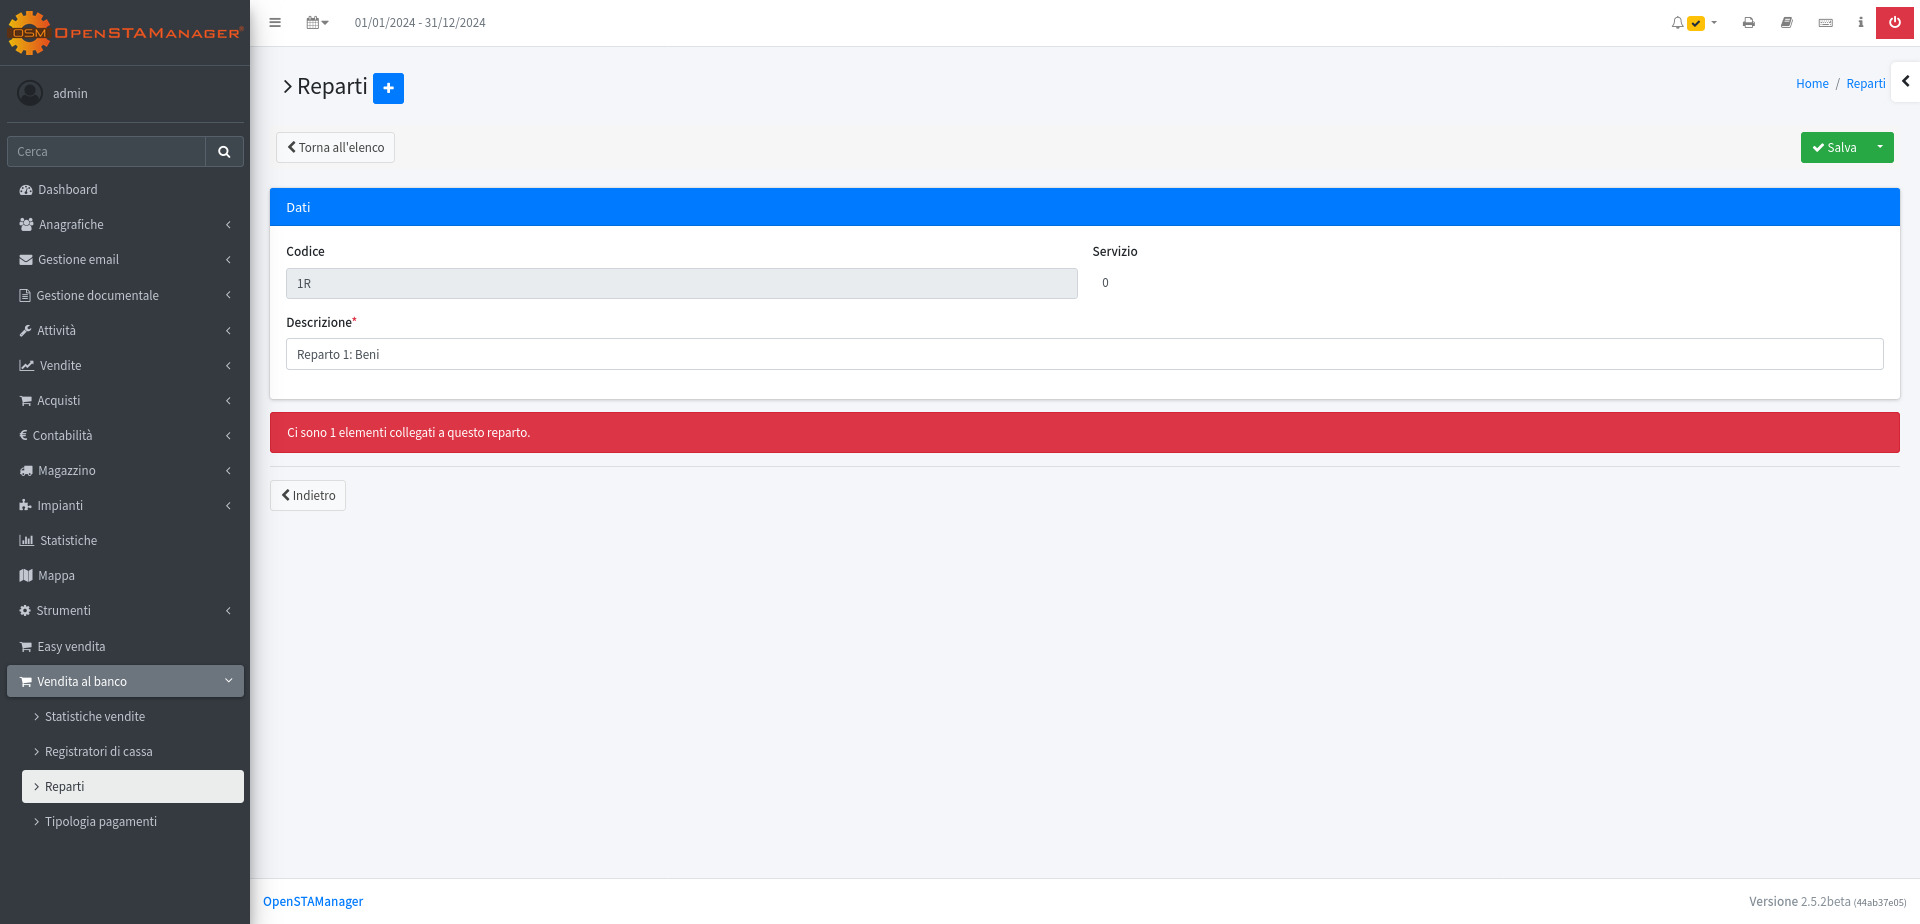 OSM OpenSTAManager®
01/01/2024 - 31/12/2024
admin
Cerca
Dashboard
Anagrafiche
Gestione email
Gestione documentale
Attività
Vendite
Acquisti
Contabilità
Magazzino
Impianti
Statistiche
Mappa
Strumenti
Easy vendita
Vendita al banco
Statistiche vendite
Registratori di cassa
Reparti
Tipologia pagamenti
Reparti
Home / Reparti
Torna all'elenco
Salva
Dati
Codice
Servizio
1R
0
Descrizione*
Reparto 1: Beni
Ci sono 1 elementi collegati a questo reparto.
Indietro
OpenSTAManager
Versione 2.5.2beta (44ab37e05)